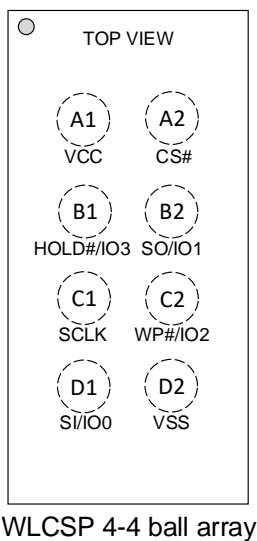 TOP VIEW
A1 A2
VCC CS#
B1 B2
HOLD#/IO3 SO/IO1
C1 C2
SCLK WP#/IO2
D1 D2
SI/IO0 VSS
WLCSP 4-4 ball array